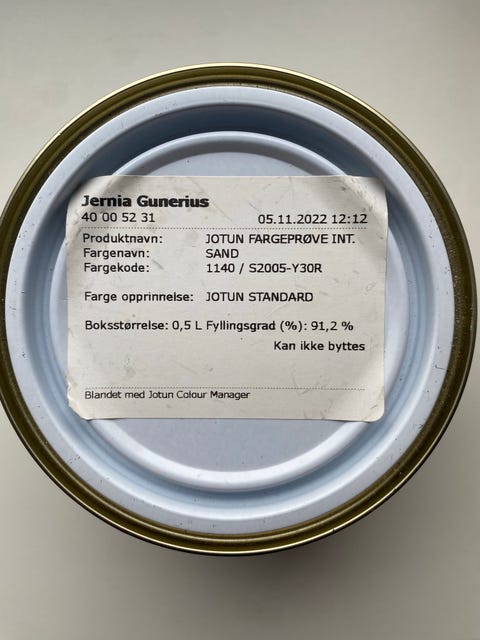 Jernia Gunerius
40 00 52 31 05.11.2022 12:12
Produktnavn: JOTUN FARGEPRØVE INT.
Fargenavn: SAND
Fargekode: 1140 / S2005-Y30R
Farge opprinnelse: JOTUN STANDARD
Boksstørrelse: 0,5 L Fyllingsgrad (%): 91,2 %
Kan ikke byttes
Blandet med Jotun Colour Manager